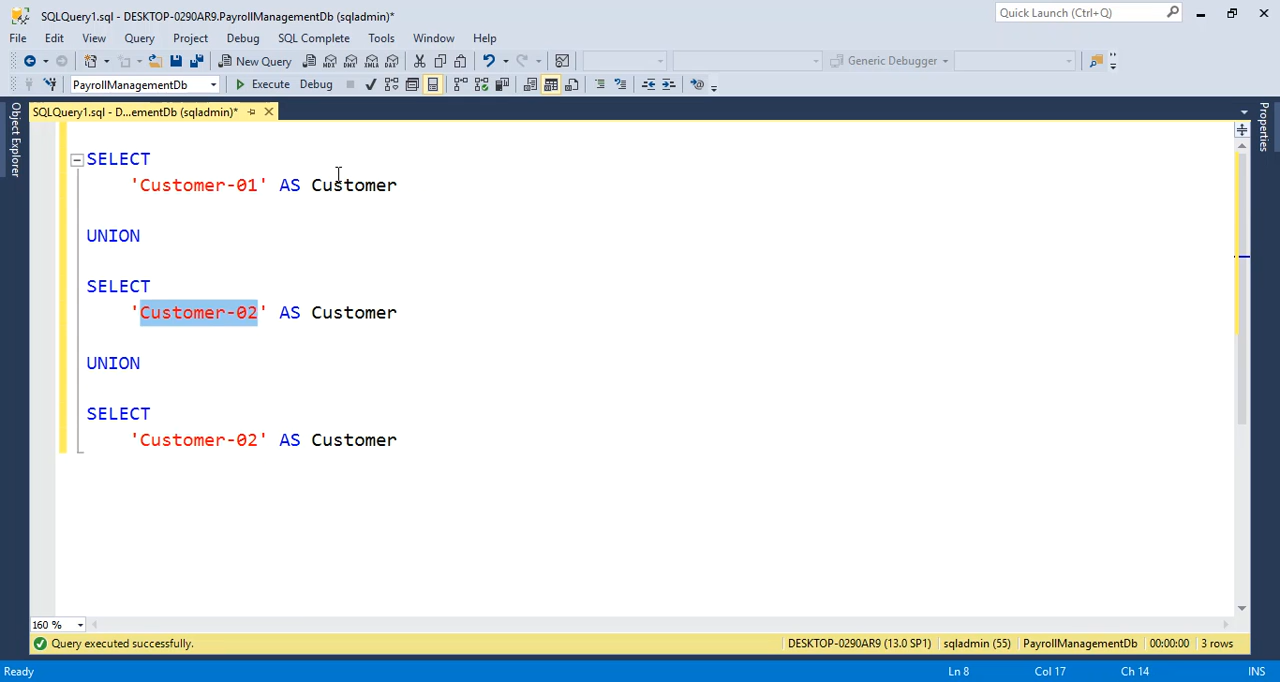 SQLQuery1.sql - DESKTOP-0290AR9.PayrollManagementDb (sqladmin)*
Quick Launch (Ctrl+Q)
File Edit View Query Project Debug SQL Complete Tools Window Help
New Query
MDX DMX XMLA DAX
Generic Debugger
PayrollManagementDb
Execute Debug
SQLQuery1.sql - D...ementDb (sqladmin)*
Object Explorer
Properties
SELECT
'Customer-01' AS Customer
UNION
SELECT
'Customer-02' AS Customer
UNION
SELECT
'Customer-02' AS Customer
160 %
Query executed successfully.
DESKTOP-0290AR9 (13.0 SP1) sqladmin (55) PayrollManagementDb 00:00:00 3 rows
Ready
Ln 8 Col 17 Ch 14 INS